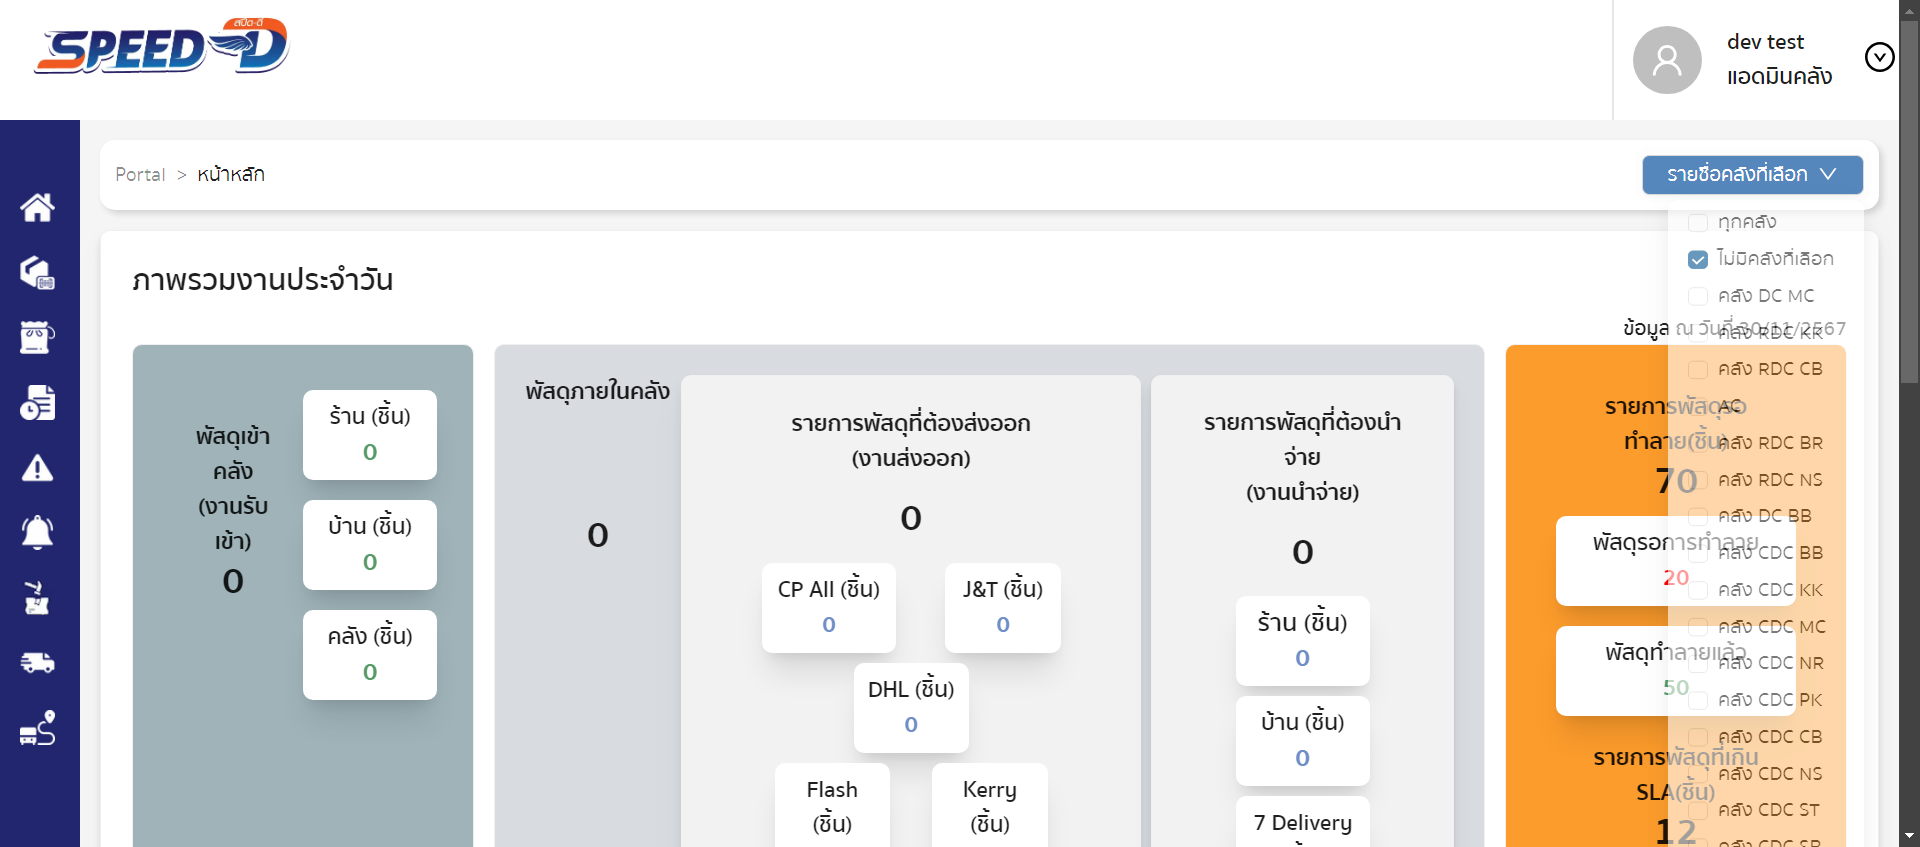 สปีด-ดี
SPEED-D
dev test
แอดมินคลัง
Portal > หน้าหลัก
รายชื่อคลังที่เลือก
ทุกคลัง
ไม่มีคลังที่เลือก
คลัง DC MC
คลัง RDC KK
คลัง RDC CB
AC
คลัง RDC BR
คลัง RDC NS
คลัง DC BB
คลัง CDC BB
คลัง CDC KK
คลัง CDC MC
คลัง CDC NR
คลัง CDC PK
คลัง CDC CB
คลัง CDC NS
คลัง CDC ST
คลัง CDC SB
ภาพรวมงานประจำวัน
ข้อมูล ณ วันที่ 30/11/2567
พัสดุเข้า
คลัง
(งานรับ
เข้า)
0
ร้าน (ชิ้น)
0
บ้าน (ชิ้น)
0
คลัง (ชิ้น)
0
พัสดุภายในคลัง
0
รายการพัสดุที่ต้องส่งออก
(งานส่งออก)
0
CP All (ชิ้น)
0
J&T (ชิ้น)
0
DHL (ชิ้น)
0
Flash
(ชิ้น)
Kerry
(ชิ้น)
รายการพัสดุที่ต้องนำ
จ่าย
(งานนำจ่าย)
0
ร้าน (ชิ้น)
0
บ้าน (ชิ้น)
0
7 Delivery
รายการพัสดุรอ
ทำลาย(ชิ้น)
70
พัสดุรอการทำลาย
20
พัสดุทำลายแล้ว
50
รายการพัสดุที่เกิน
SLA(ชิ้น)
12